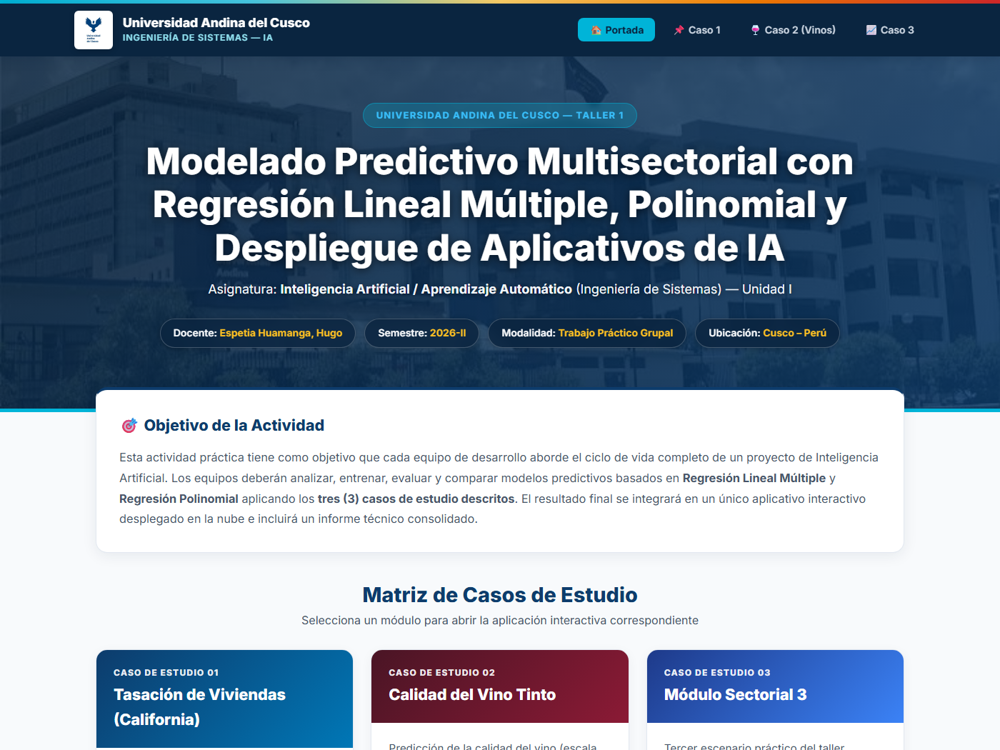 Universidad
Andina
del Cusco
Universidad Andina del Cusco
INGENIERÍA DE SISTEMAS — IA
Portada
Caso 1
Caso 2 (Vinos)
Caso 3
UNIVERSIDAD ANDINA DEL CUSCO — TALLER 1
Modelado Predictivo Multisectorial con
Regresión Lineal Múltiple, Polinomial y
Despliegue de Aplicativos de IA
Asignatura: Inteligencia Artificial / Aprendizaje Automático (Ingeniería de Sistemas) — Unidad I
Docente: Espetia Huamanga, Hugo
Semestre: 2026-II
Modalidad: Trabajo Práctico Grupal
Ubicación: Cusco – Perú
Objetivo de la Actividad
Esta actividad práctica tiene como objetivo que cada equipo de desarrollo aborde el ciclo de vida completo de un proyecto de Inteligencia
Artificial. Los equipos deberán analizar, entrenar, evaluar y comparar modelos predictivos basados en Regresión Lineal Múltiple y
Regresión Polinomial aplicando los tres (3) casos de estudio descritos. El resultado final se integrará en un único aplicativo interactivo
desplegado en la nube e incluirá un informe técnico consolidado.
Matriz de Casos de Estudio
Selecciona un módulo para abrir la aplicación interactiva correspondiente
CASO DE ESTUDIO 01
Tasación de Viviendas
(California)
CASO DE ESTUDIO 02
Calidad del Vino Tinto
Predicción de la calidad del vino (escala
CASO DE ESTUDIO 03
Módulo Sectorial 3
Tercer escenario práctico del taller